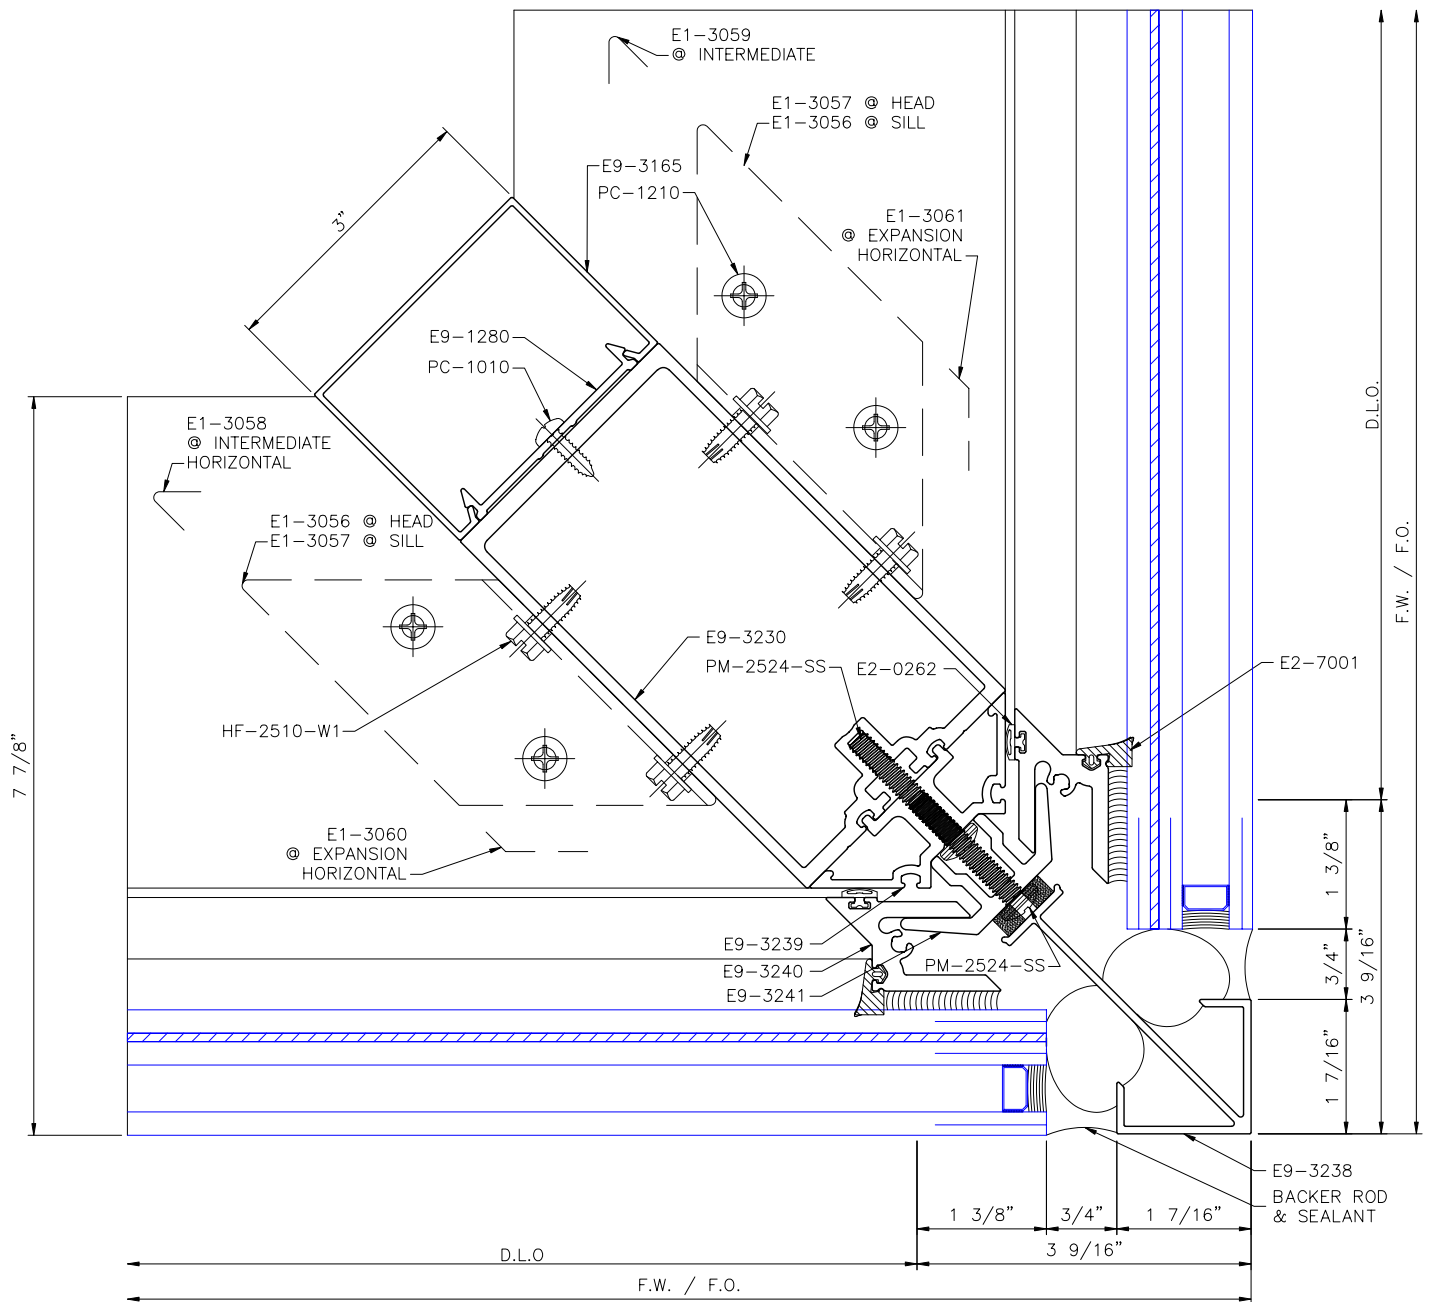 E1-3059
@ INTERMEDIATE
E1-3057 @ HEAD
E1-3056 @ SILL
E9-3165
PC-1210
3"
E1-3061
@ EXPANSION
HORIZONTAL
E9-1280
PC-1010
E1-3058
@ INTERMEDIATE
HORIZONTAL
D.L.O.
F.W. / F.O.
E1-3056 @ HEAD
E1-3057 @ SILL
E9-3230
PM-2524-SS
E2-0262
E2-7001
HF-2510-W1
7 7/8"
E1-3060
@ EXPANSION
HORIZONTAL
1 3/8"
E9-3239
E9-3240
E9-3241
PM-2524-SS
3/4"
3 9/16"
1 7/16"
E9-3238
BACKER ROD
& SEALANT
1 3/8"
3/4"
1 7/16"
D.L.O
3 9/16"
F.W. / F.O.